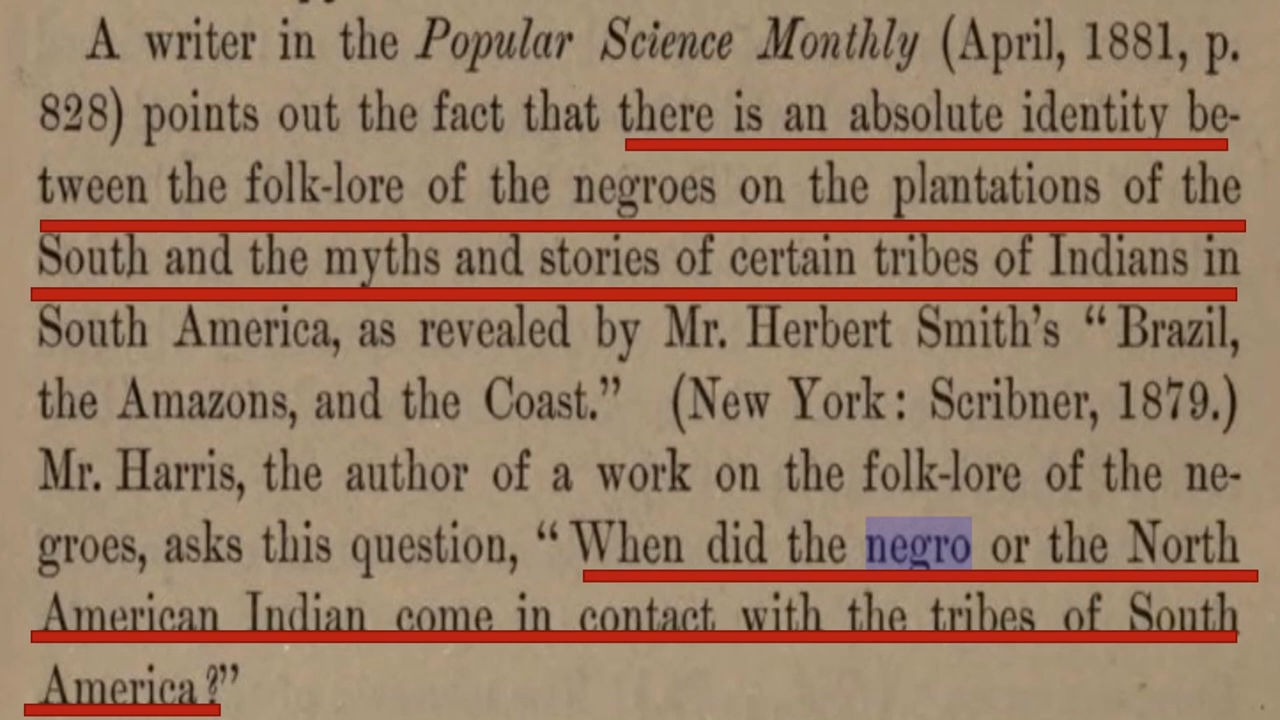 A writer in the Popular Science Monthly (April, 1881, p.
828) points out the fact that there is an absolute identity be-
tween the folk-lore of the negroes on the plantations of the
South and the myths and stories of certain tribes of Indians in
South America, as revealed by Mr. Herbert Smith's “Brazil,
the Amazons, and the Coast.” (New York: Scribner, 1879.)
Mr. Harris, the author of a work on the folk-lore of the ne-
groes, asks this question, “When did the negro or the North
American Indian come in contact with the tribes of South
America?”